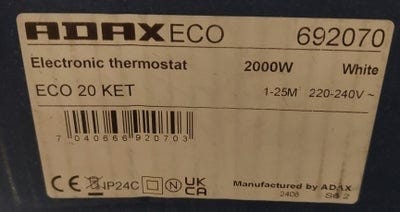 ADAX ECO 692070
Electronic thermostat 2000W White
ECO 20 KET 1-25M² 220-240V ~
7 040666 920703
CE IP24C N UK CA Manufactured by ADAX
2408